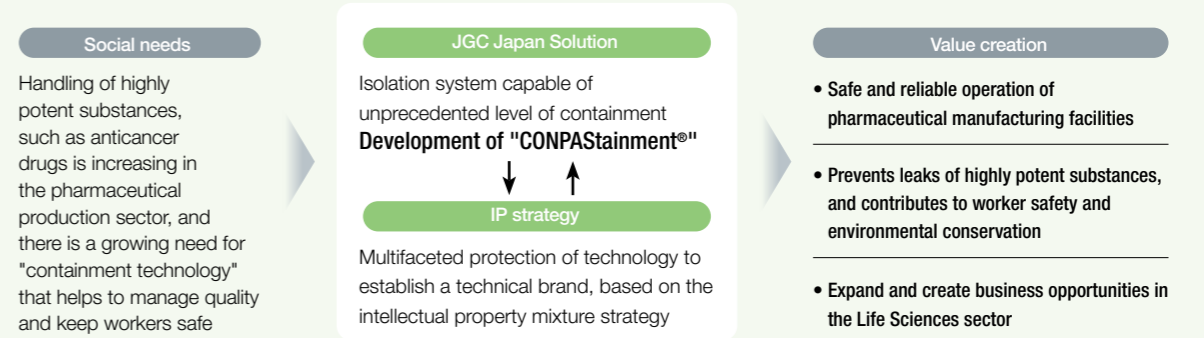 Social needs
Handling of highly
potent substances,
such as anticancer
drugs is increasing in
the pharmaceutical
production sector, and
there is a growing need for
"containment technology"
that helps to manage quality
and keep workers safe
JGC Japan Solution
Isolation system capable of
unprecedented level of containment
Development of "CONPAStainment®"
IP strategy
Multifaceted protection of technology to
establish a technical brand, based on the
intellectual property mixture strategy
Value creation
• Safe and reliable operation of
pharmaceutical manufacturing facilities
• Prevents leaks of highly potent substances,
and contributes to worker safety and
environmental conservation
• Expand and create business opportunities in
the Life Sciences sector